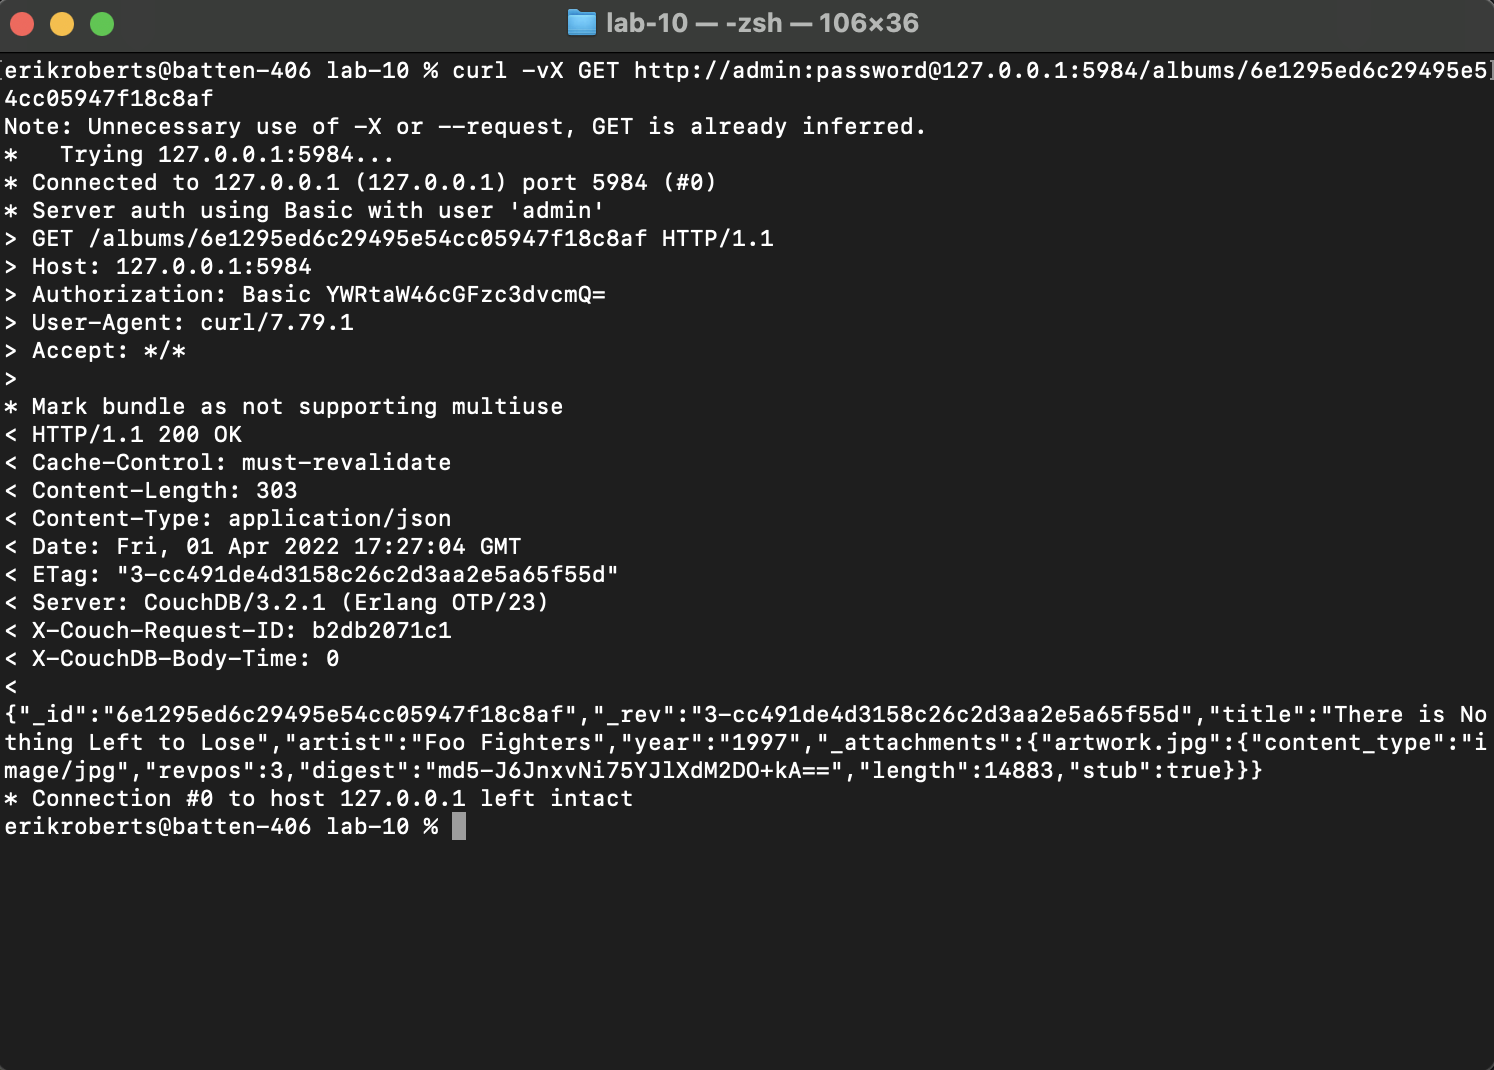 lab-10 — -zsh — 106×36
erikroberts@batten-406 lab-10 % curl -vX GET http://admin:password@127.0.0.1:5984/albums/6e1295ed6c29495e5
4cc05947f18c8af
Note: Unnecessary use of -X or --request, GET is already inferred.
*   Trying 127.0.0.1:5984...
* Connected to 127.0.0.1 (127.0.0.1) port 5984 (#0)
* Server auth using Basic with user 'admin'
> GET /albums/6e1295ed6c29495e54cc05947f18c8af HTTP/1.1
> Host: 127.0.0.1:5984
> Authorization: Basic YWRtaW46cGFzc3dvcmQ=
> User-Agent: curl/7.79.1
> Accept: */*
>
* Mark bundle as not supporting multiuse
< HTTP/1.1 200 OK
< Cache-Control: must-revalidate
< Content-Length: 303
< Content-Type: application/json
< Date: Fri, 01 Apr 2022 17:27:04 GMT
< ETag: "3-cc491de4d3158c26c2d3aa2e5a65f55d"
< Server: CouchDB/3.2.1 (Erlang OTP/23)
< X-Couch-Request-ID: b2db2071c1
< X-CouchDB-Body-Time: 0
<
{"_id":"6e1295ed6c29495e54cc05947f18c8af","_rev":"3-cc491de4d3158c26c2d3aa2e5a65f55d","title":"There is No
thing Left to Lose","artist":"Foo Fighters","year":"1997","_attachments":{"artwork.jpg":{"content_type":"i
mage/jpg","revpos":3,"digest":"md5-J6JnxvNi75YJlXdM2DO+kA==","length":14883,"stub":true}}}
* Connection #0 to host 127.0.0.1 left intact
erikroberts@batten-406 lab-10 %